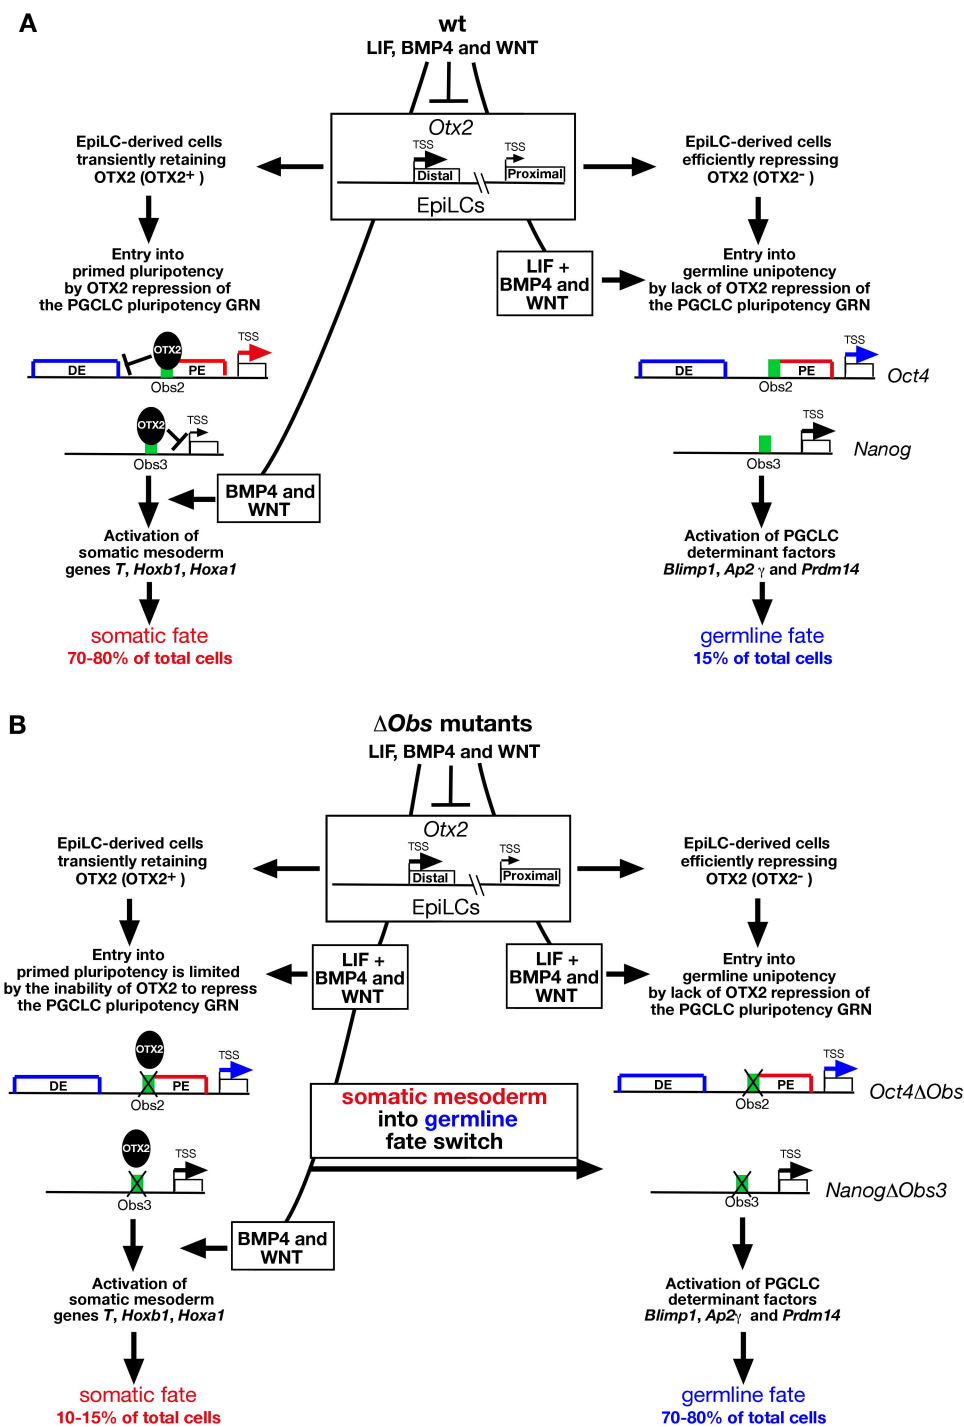 A
wt
LIF, BMP4 and WNT
Otx2
TSS
TSS
Distal
Proximal
EpiLCs
EpiLC-derived cells
transiently retaining
OTX2 (OTX2+ )
EpiLC-derived cells
efficiently repressing
OTX2 (OTX2- )
Entry into
primed pluripotency
by OTX2 repression of
the PGCLC pluripotency GRN
LIF +
BMP4 and
WNT
Entry into
germline unipotency
by lack of OTX2 repression of
the PGCLC pluripotency GRN
DE
OTX2
PE
TSS
Obs2
DE
PE
TSS
Obs2
Oct4
OTX2
TSS
Obs3
TSS
Obs3
Nanog
BMP4 and
WNT
Activation of
somatic mesoderm
genes T, Hoxb1, Hoxa1
Activation of PGCLC
determinant factors
Blimp1, Ap2 γ and Prdm14
somatic fate
70-80% of total cells
germline fate
15% of total cells
B
ΔObs mutants
LIF, BMP4 and WNT
Otx2
TSS
TSS
Distal
Proximal
EpiLCs
EpiLC-derived cells
transiently retaining
OTX2 (OTX2+ )
EpiLC-derived cells
efficiently repressing
OTX2 (OTX2- )
Entry into
primed pluripotency is limited
by the inability of OTX2 to repress
the PGCLC pluripotency GRN
LIF +
BMP4 and
WNT
LIF +
BMP4 and
WNT
Entry into
germline unipotency
by lack of OTX2 repression of
the PGCLC pluripotency GRN
OTX2
DE
PE
TSS
Obs2
DE
PE
TSS
Obs2
Oct4ΔObs
somatic mesoderm
into germline
fate switch
OTX2
TSS
Obs3
TSS
Obs3
NanogΔObs3
BMP4 and
WNT
Activation of
somatic mesoderm
genes T, Hoxb1, Hoxa1
Activation of PGCLC
determinant factors
Blimp1, Ap2γ and Prdm14
somatic fate
10-15% of total cells
germline fate
70-80% of total cells